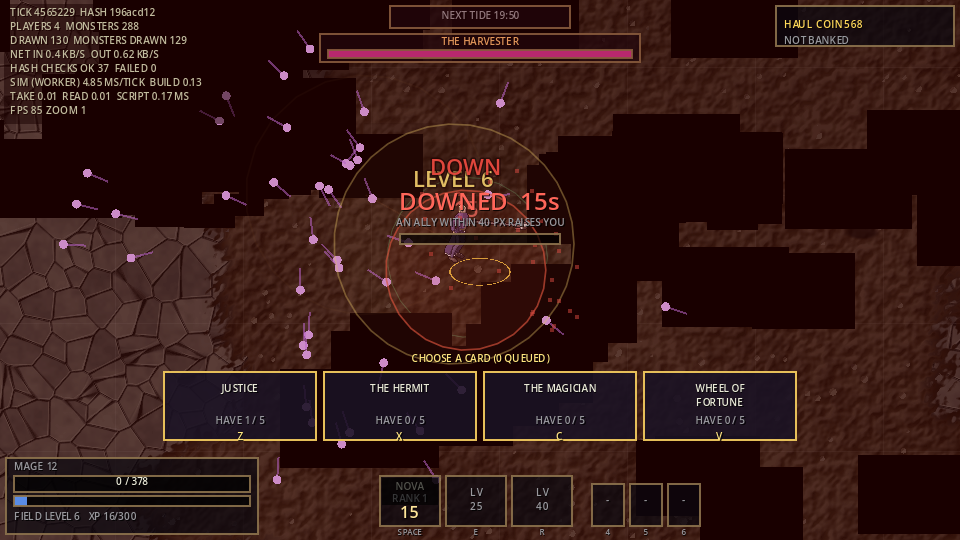 TICK 4565229 HASH 196acd12
PLAYERS 4 MONSTERS 288
DRAWN 130 MONSTERS DRAWN 129
NET IN 0.4 KB/S OUT 0.62 KB/S
HASH CHECKS OK 37 FAILED 0
SIM (WORKER) 4.85 MS/TICK BUILD 0.13
TAKE 0.01 READ 0.01 SCRIPT 0.17 MS
FPS 85 ZOOM 1
NEXT TIDE 19:50
THE HARVESTER
HAUL COIN 568
NOT BANKED
DOWN
LEVEL 6
DOWNED 15s
AN ALLY WITHIN 40 PX RAISES YOU
CHOOSE A CARD (0 QUEUED)
JUSTICE
HAVE 1 / 5
Z
THE HERMIT
HAVE 0/ 5
X
THE MAGICIAN
HAVE 0/ 5
C
WHEEL OF
FORTUNE
HAVE 0/ 5
V
MAGE 12
0 / 378
FIELD LEVEL 6 XP 16/300
NOVA
RANK 1
15
SPACE
LV
25
E
LV
40
R
-
4
-
5
-
6